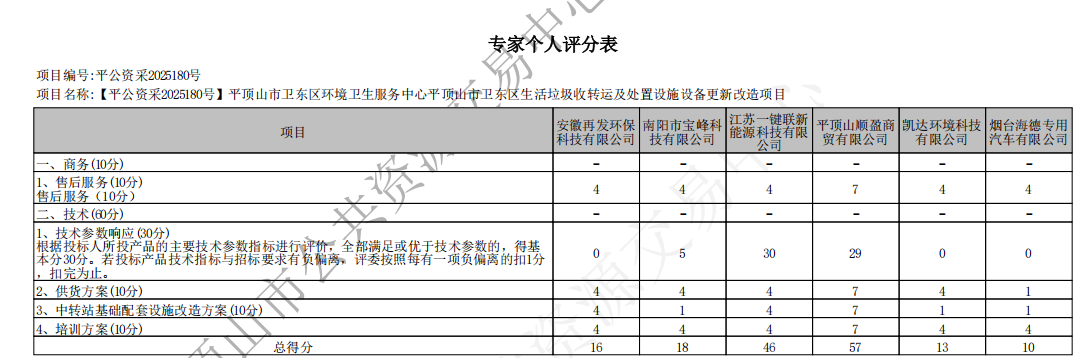 专家个人评分表
项目编号:平公资采2025180号
项目名称:【平公资采2025180号】平顶山市卫东区环境卫生服务中心平顶山市卫东区生活垃圾收转运及处置设施设备更新改造项目
项目 安徽再发环保科技有限公司 南阳市宝峰科技有限公司 江苏一键联新能源科技有限公司 平顶山顺盈商贸有限公司 凯达环境科技有限公司 烟台海德专用汽车有限公司
一、商务(10分) － － － － － －
1、售后服务(10分)
售后服务（10分） 4 4 4 7 4 4
二、技术(60分) － － － － － －
1、技术参数响应(30分)
根据投标人所投产品的主要技术参数指标进行评价，全部满足或优于技术参数的，得基
本分30分。若投标产品技术指标与招标要求有负偏离，评委按照每有一项负偏离的扣1分
，扣完为止。 0 5 30 29 0 0
2、供货方案(10分) 4 4 4 7 4 1
3、中转站基础配套设施改造方案(10分) 4 1 4 7 1 1
4、培训方案(10分) 4 4 4 7 4 4
总得分 16 18 46 57 13 10